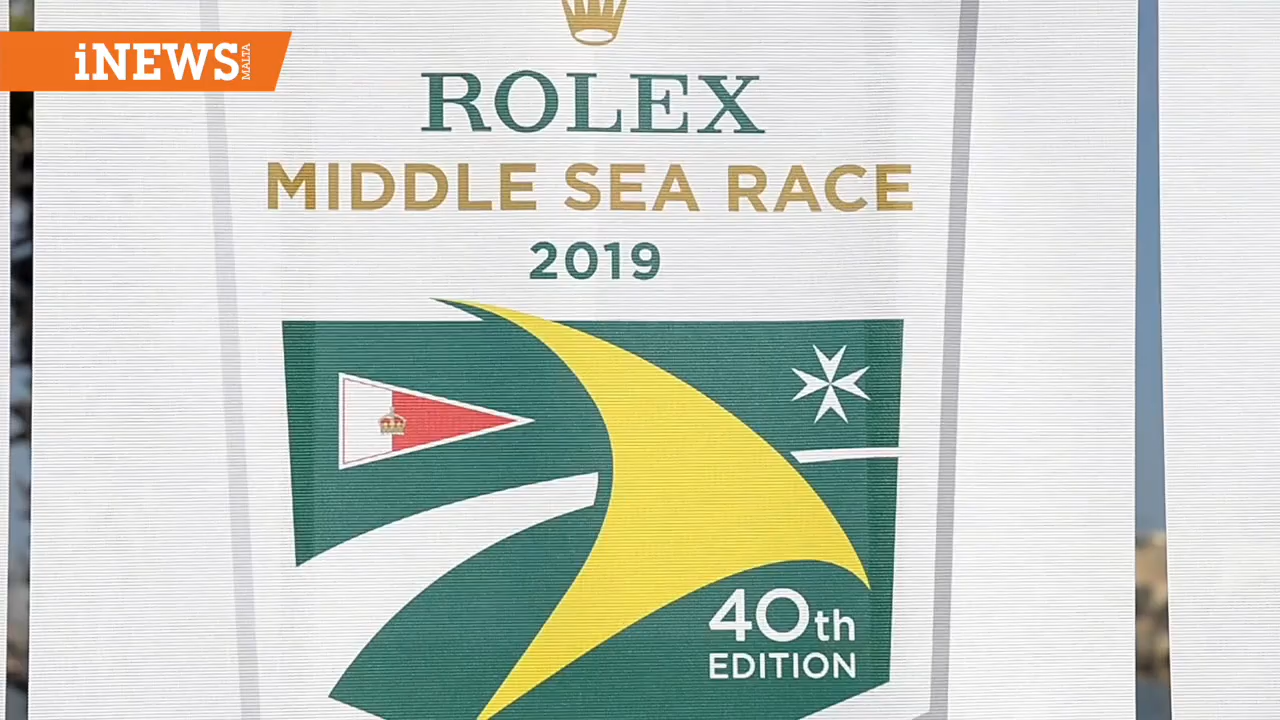 iNEWS MALTA
ROLEX
MIDDLE SEA RACE
2019
40th
EDITION